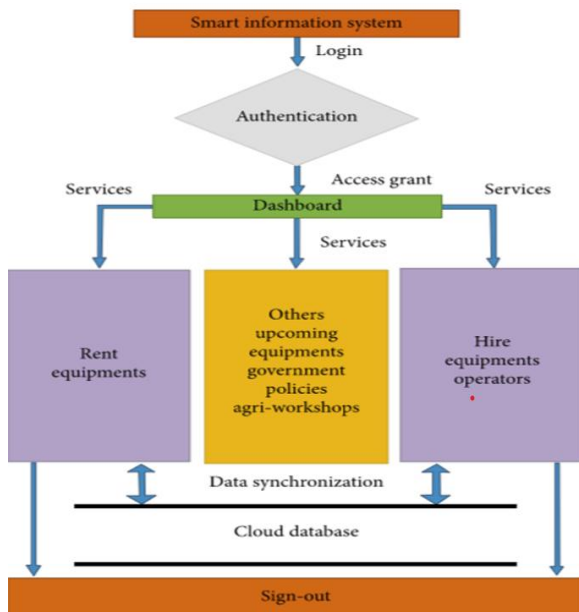 Smart information system
Login
Authentication
Access grant
Services
Services
Dashboard
Services
Rent
equipments
Others
upcoming
equipments
government
policies
agri-workshops
Hire
equipments
operators
Data synchronization
Cloud database
Sign-out